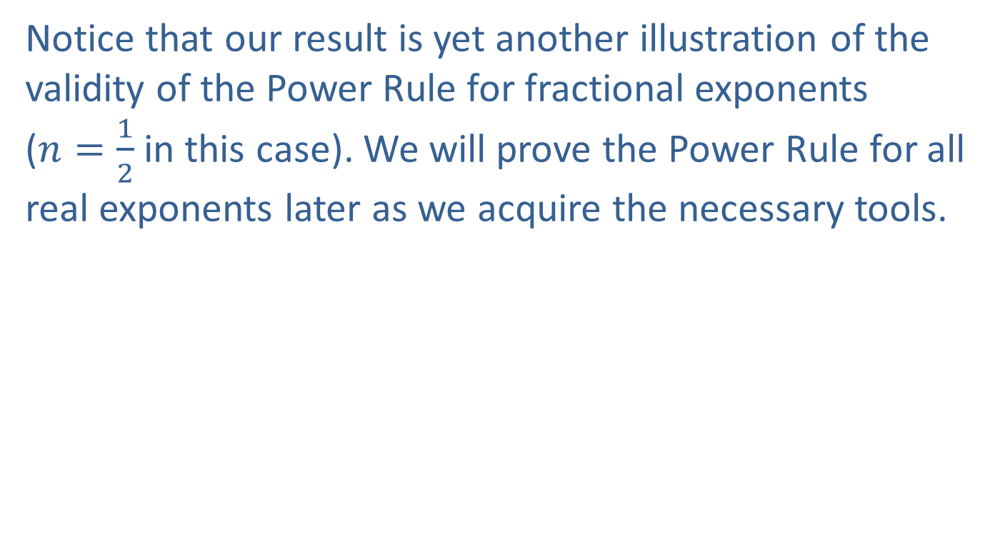 Notice that our result is yet another illustration of the
validity of the Power Rule for fractional exponents
(𝑛 = 1/2 in this case). We will prove the Power Rule for all
real exponents later as we acquire the necessary tools.